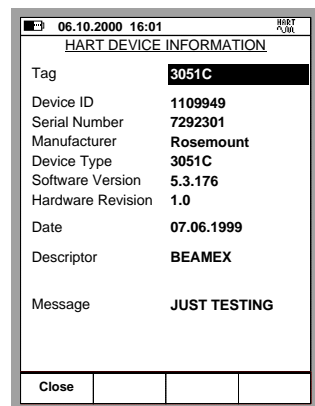 06.10.2000 16:01 HART
HART DEVICE INFORMATION
Tag 3051C
Device ID 1109949
Serial Number 7292301
Manufacturer Rosemount
Device Type 3051C
Software Version 5.3.176
Hardware Revision 1.0
Date 07.06.1999
Descriptor BEAMEX
Message JUST TESTING
Close